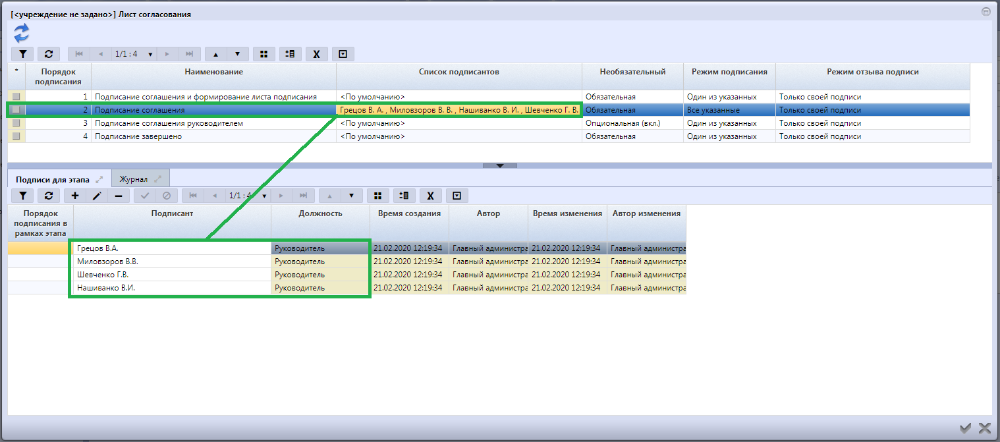 [<учреждение не задано>] Лист согласования
1/1 : 4
X
* Порядок подписания Наименование Список подписантов Необязательный Режим подписания Режим отзыва подписи
1 Подписание соглашения и формирование листа подписания <По умолчанию> Обязательная Один из указанных Только своей подписи
2 Подписание соглашения Грецов В. А. , Миловзоров В. В. , Нашиванко В. И. , Шевченко Г. В. Обязательная Все указанные Только своей подписи
3 Подписание соглашения руководителем <По умолчанию> Опциональная (вкл.) Один из указанных Только своей подписи
4 Подписание завершено <По умолчанию> Обязательная Один из указанных Только своей подписи
Подписи для этапа Журнал
1/1 : 4
X
Порядок подписания в рамках этапа Подписант Должность Время создания Автор Время изменения Автор изменения
Грецов В.А. Руководитель 21.02.2020 12:19:34 Главный администра 21.02.2020 12:19:34 Главный администра
Миловзоров В.В. Руководитель 21.02.2020 12:19:34 Главный администра 21.02.2020 12:19:34 Главный администра
Шевченко Г.В. Руководитель 21.02.2020 12:19:34 Главный администра 21.02.2020 12:19:34 Главный администра
Нашиванко В.И. Руководитель 21.02.2020 12:19:34 Главный администра 21.02.2020 12:19:34 Главный администра